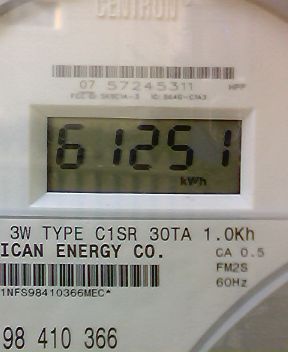 CENTRON
07 57245311 HPP
61251
kWh
3W TYPE C1SR 30TA 1.0Kh
ICAN ENERGY CO. CA 0.5
FM2S
60Hz
1NFS98410366MEC*
98 410 366